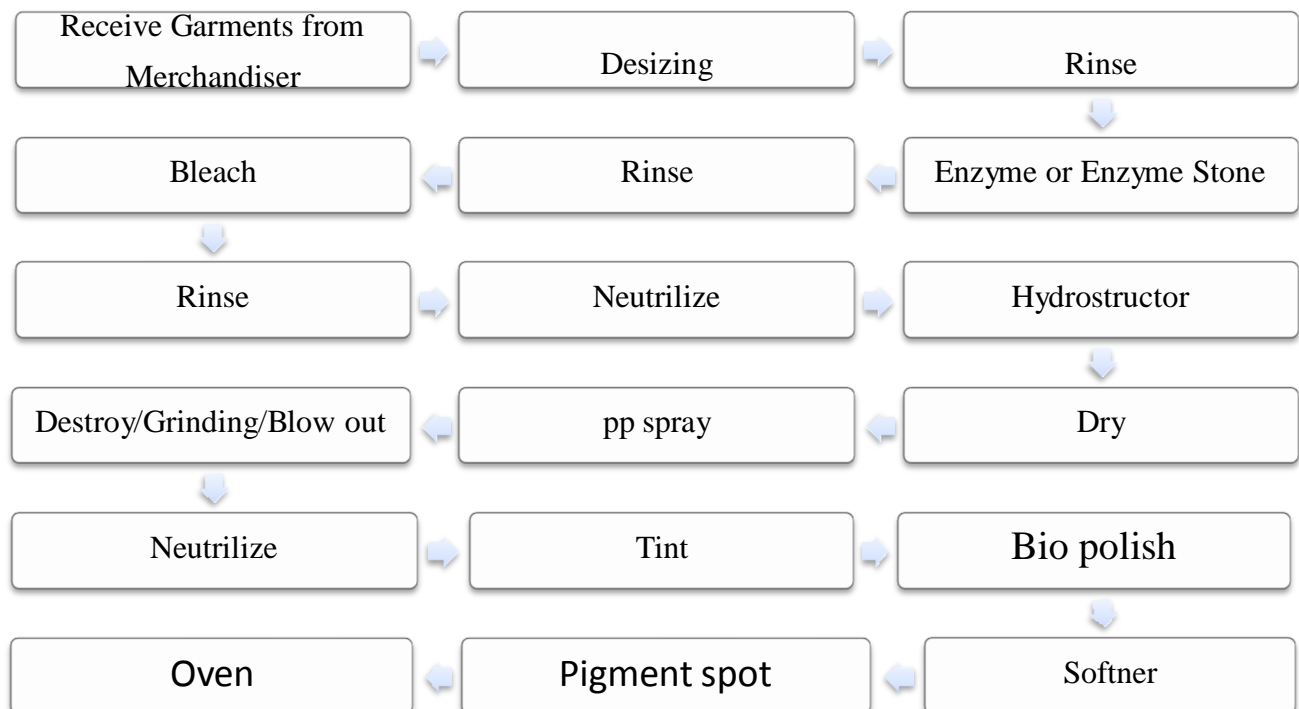 Receive Garments from
Merchandiser
Desizing
Rinse
Enzyme or Enzyme Stone
Rinse
Bleach
Rinse
Neutrilize
Hydrostructor
Dry
pp spray
Destroy/Grinding/Blow out
Neutrilize
Tint
Bio polish
Softner
Pigment spot
Oven